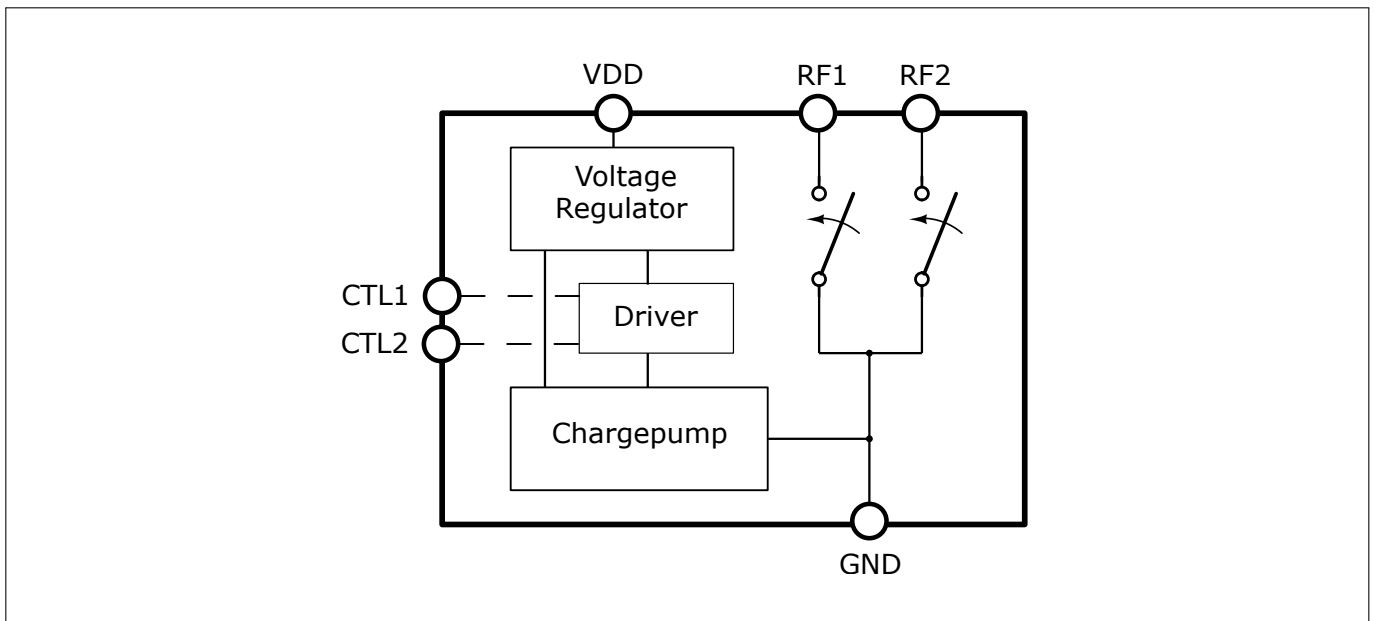 VDD
RF1
RF2
Voltage
Regulator
CTL1
CTL2
Driver
Chargepump
GND